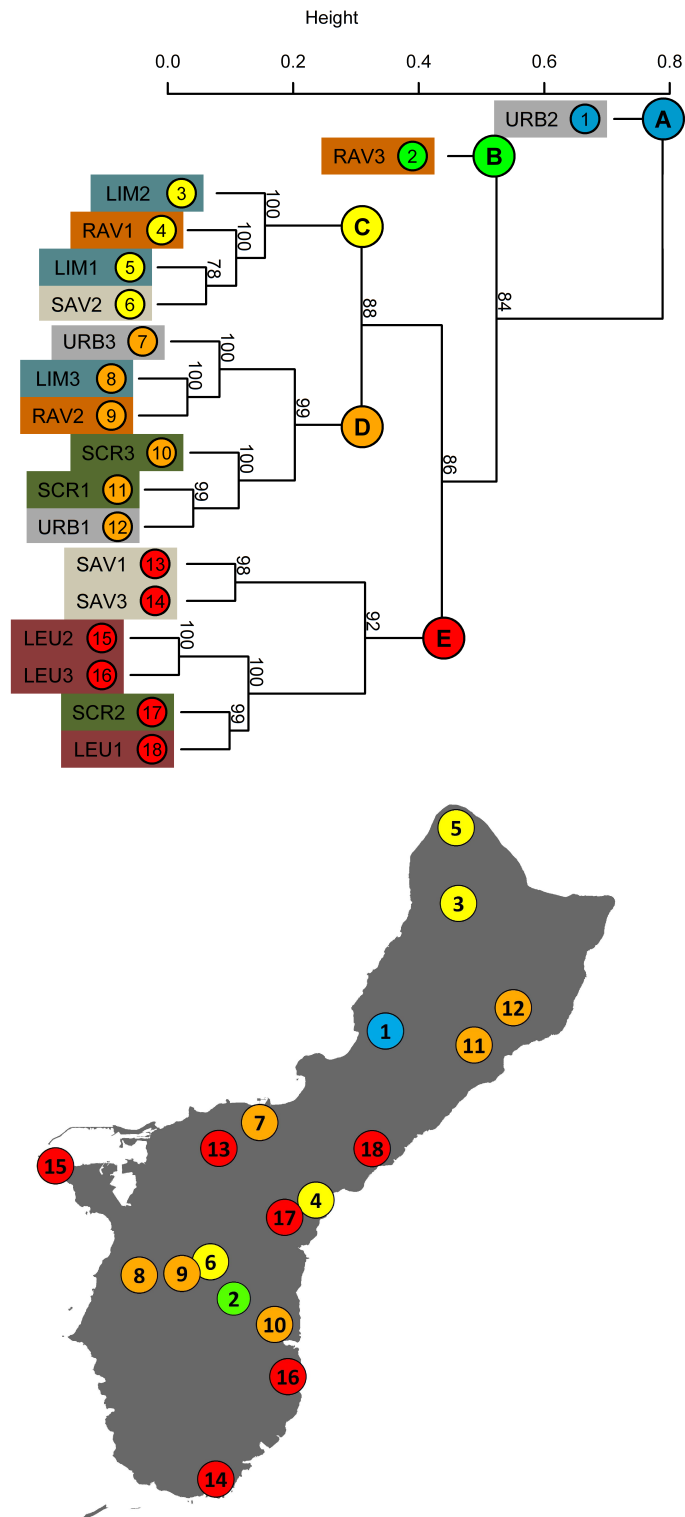 Height
0.0 0.2 0.4 0.6 0.8
URB2 1 A
RAV3 2 B
LIM2 3
100
RAV1 4
100
C
LIM1 5
78
SAV2 6
88
84
URB3 7
100
LIM3 8
100
RAV2 9
99
D
SCR3 10
100
86
SCR1 11
99
URB1 12
SAV1 13
98
SAV3 14
92
LEU2 15
100
E
LEU3 16
100
SCR2 17
99
LEU1 18
5
3
12
1
11
7
13
18
15
4
17
6
8
9
2
10
16
14